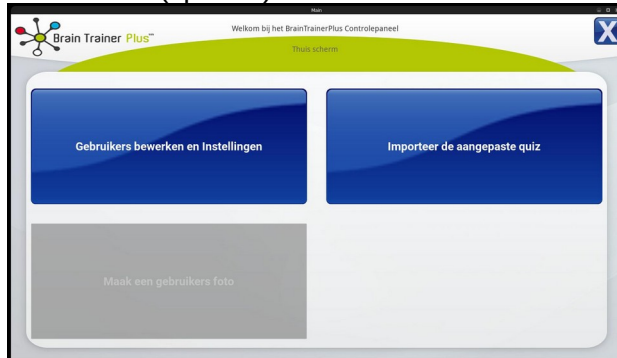 Main
Brain Trainer Plus™
Welkom bij het BrainTrainerPlus Controlepaneel
X
Thuis scherm
Gebruikers bewerken en Instellingen
Importeer de aangepaste quiz
Maak een gebruikers foto